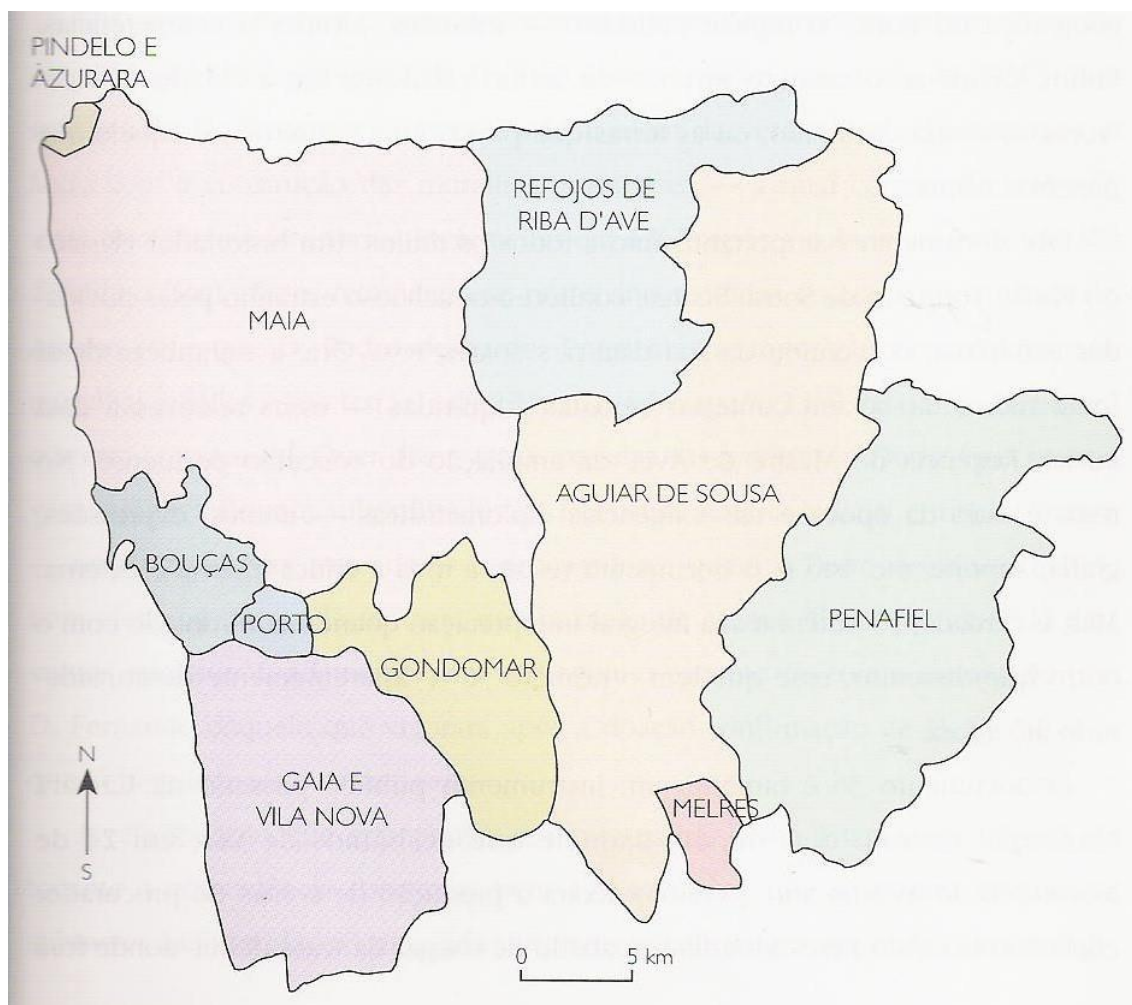 PINDELO E
AZURARA
REFOJOS DE
RIBA D'AVE
MAIA
AGUIAR DE SOUSA
BOUÇAS
PORTO
GONDOMAR
PENAFIEL
GAIA E
VILA NOVA
MELRES
N
S
0 5 km